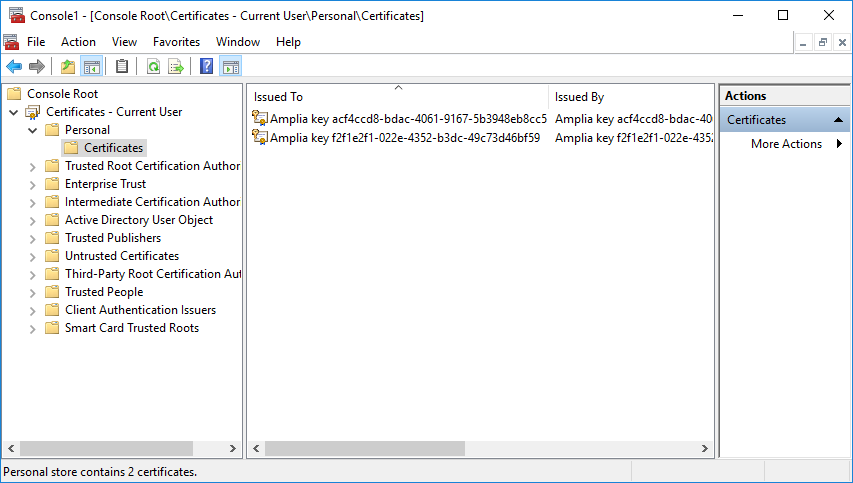 Console1 - [Console Root\Certificates - Current User\Personal\Certificates]
File Action View Favorites Window Help
Console Root
Certificates - Current User
Personal
Certificates
Trusted Root Certification Author
Enterprise Trust
Intermediate Certification Author
Active Directory User Object
Trusted Publishers
Untrusted Certificates
Third-Party Root Certification Aut
Trusted People
Client Authentication Issuers
Smart Card Trusted Roots
Issued To Issued By
Amplia key acf4ccd8-bdac-4061-9167-5b3948eb8cc5 Amplia key acf4ccd8-bdac-40
Amplia key f2f1e2f1-022e-4352-b3dc-49c73d46bf59 Amplia key f2f1e2f1-022e-4352
Actions
Certificates
More Actions
Personal store contains 2 certificates.